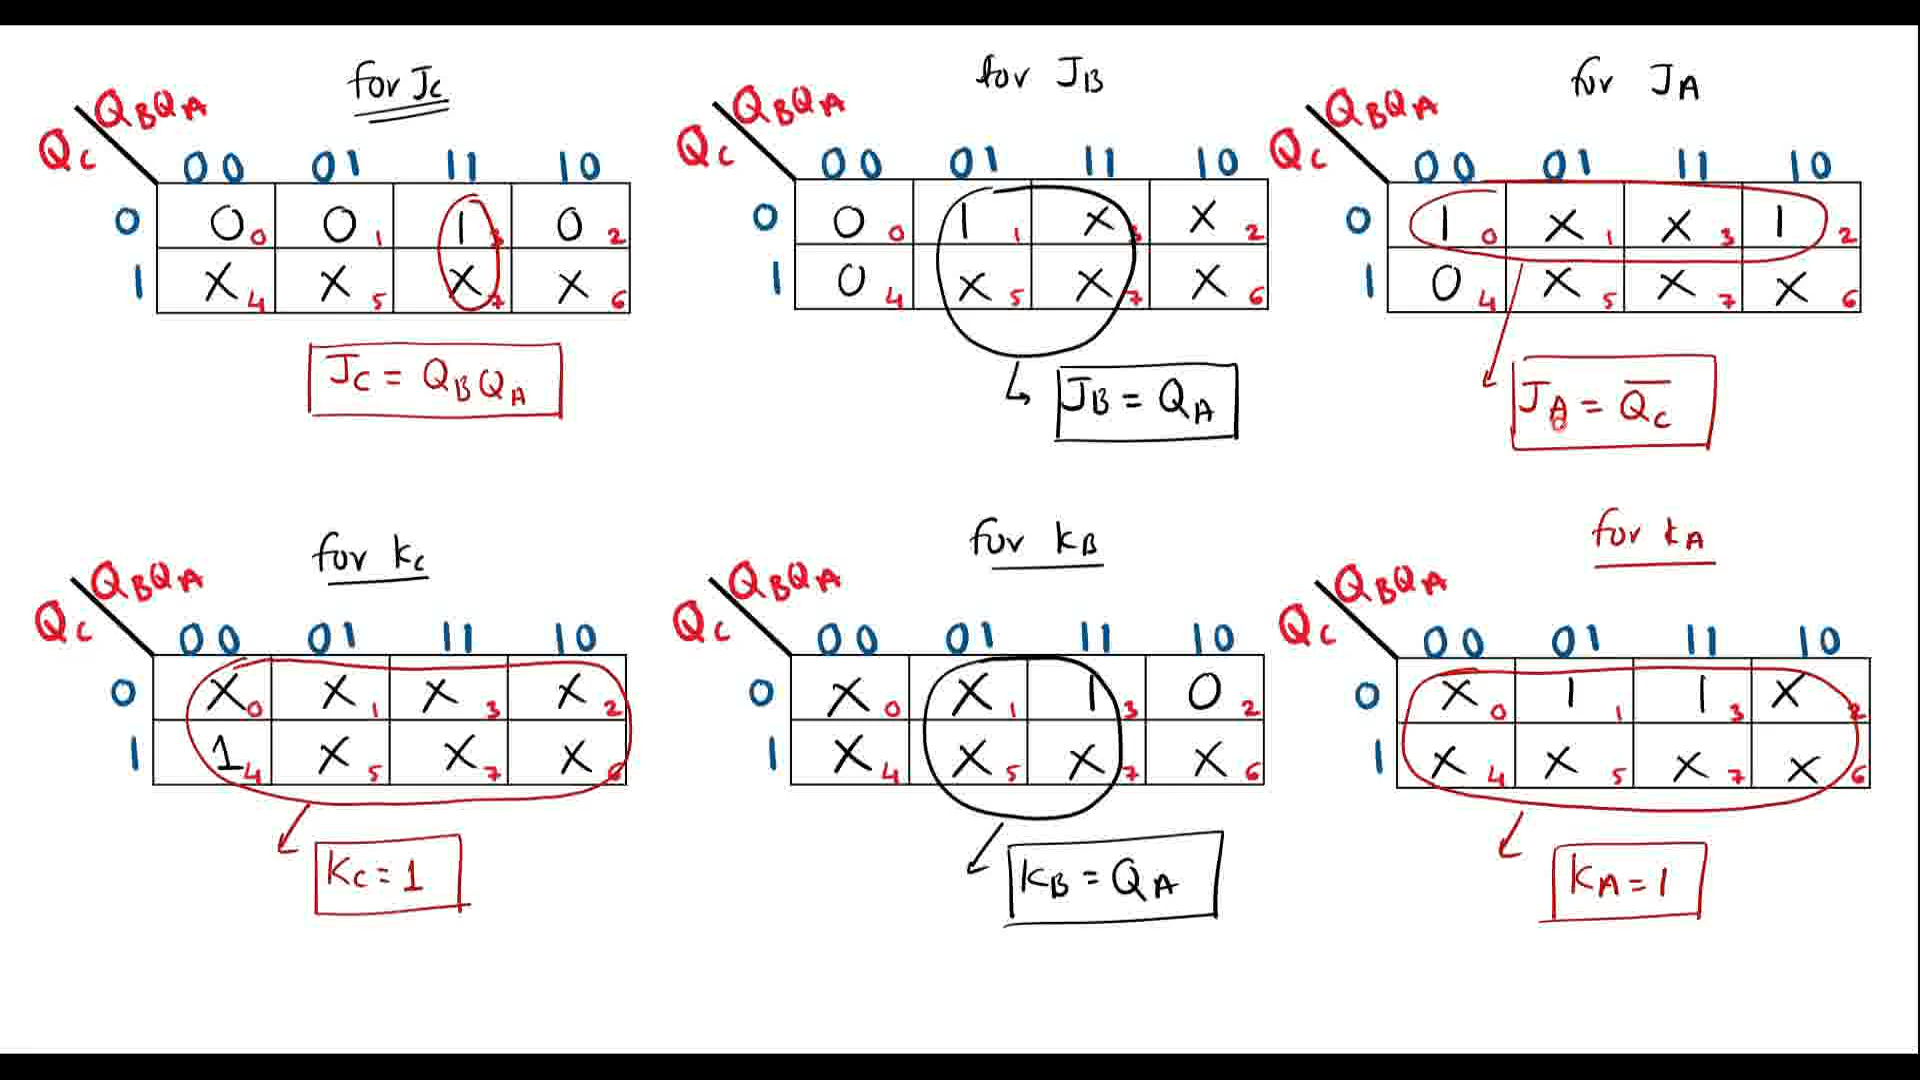 for JC
QBQA
QC
00 01 11 10
0 0 0 0 1 1 3 0 2
1 X 4 X 5 X 7 X 6
JC = QBQA
for JB
QBQA
QC
00 01 11 10
0 0 0 1 1 X 3 X 2
1 0 4 X 5 X 7 X 6
JB = QA
for JA
QBQA
QC
00 01 11 10
0 1 0 X 1 X 3 1 2
1 0 4 X 5 X 7 X 6
JA = Q̅C̅
for kC
QBQA
QC
00 01 11 10
0 X 0 X 1 X 3 X 2
1 1 4 X 5 X 7 X 6
KC = 1
for kB
QBQA
QC
00 01 11 10
0 X 0 X 1 1 3 0 2
1 X 4 X 5 X 7 X 6
kB = QA
for kA
QBQA
QC
00 01 11 10
0 X 0 1 1 1 3 X 2
1 X 4 X 5 X 7 X 6
kA = 1